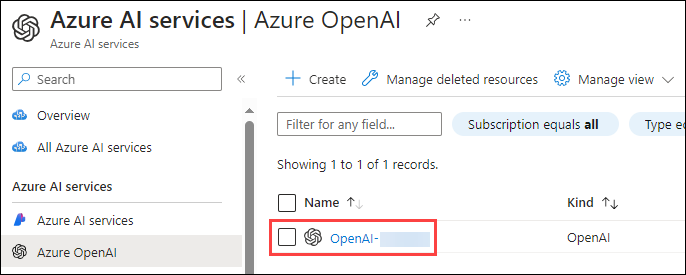 Azure AI services | Azure OpenAI
Azure AI services
Search
Overview
All Azure AI services
Azure AI services
Azure AI services
Azure OpenAI
Create Manage deleted resources Manage view
Filter for any field... Subscription equals all Type eq
Showing 1 to 1 of 1 records.
Name Kind
OpenAI- OpenAI